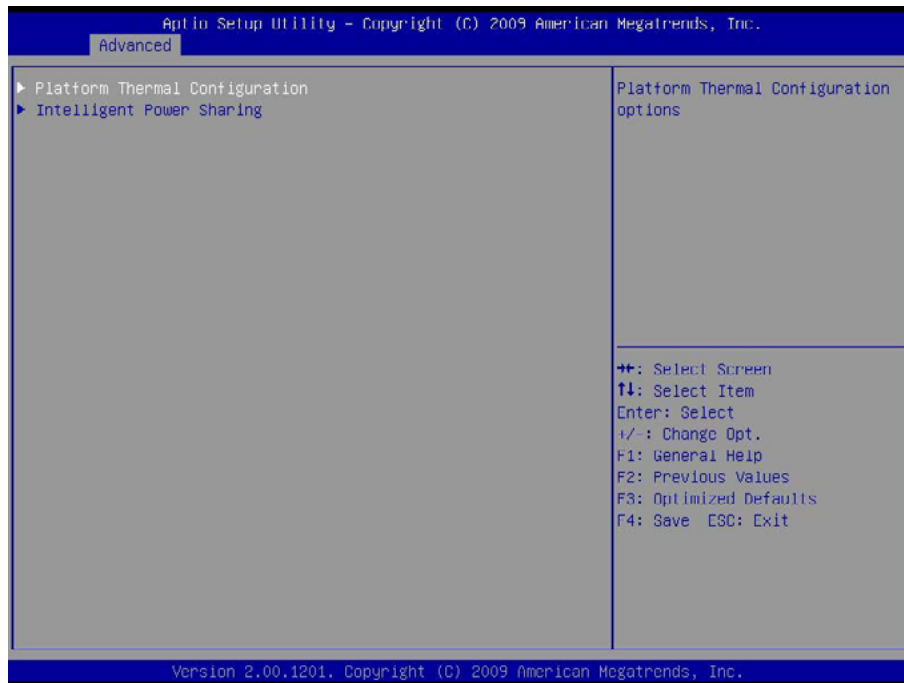 Aptio Setup Utility – Copyright (C) 2009 American Megatrends, Inc.
Advanced
▶ Platform Thermal Configuration
▶ Intelligent Power Sharing
Platform Thermal Configuration
options
→←: Select Screen
↑↓: Select Item
Enter: Select
+/-: Change Opt.
F1: General Help
F2: Previous Values
F3: Optimized Defaults
F4: Save  ESC: Exit
Version 2.00.1201. Copyright (C) 2009 American Megatrends, Inc.